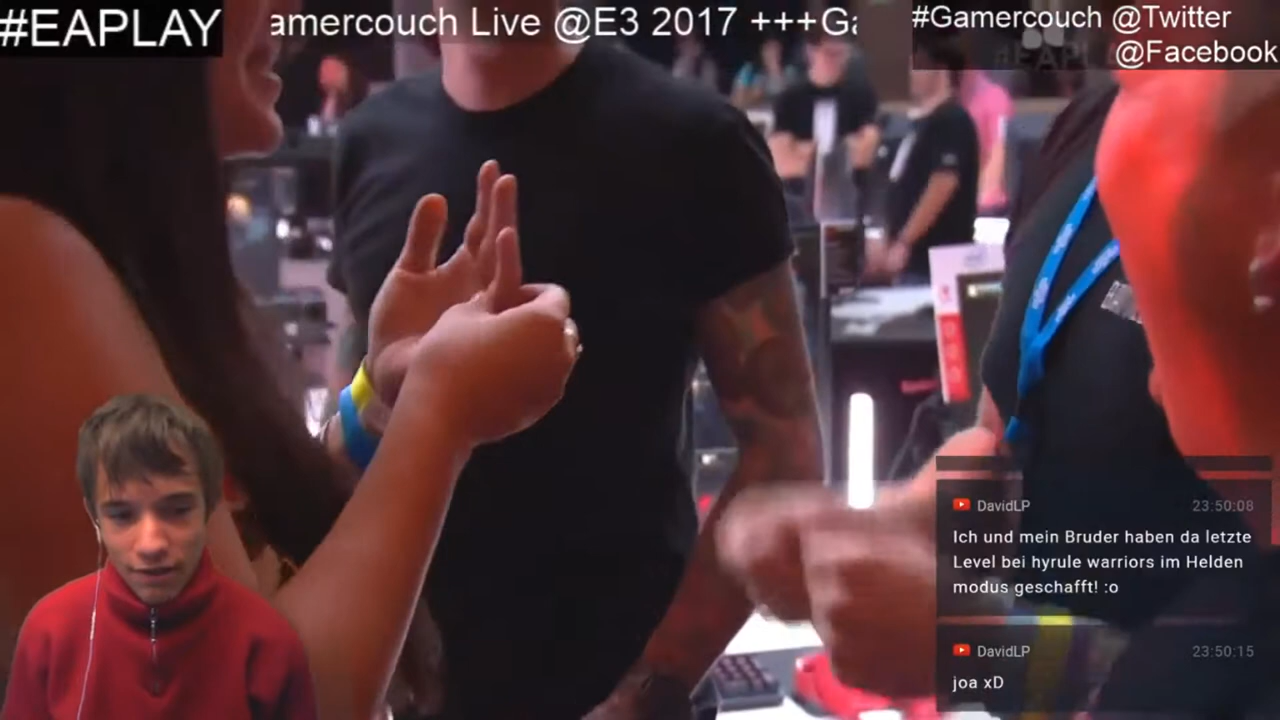 #EAPLAY
amercouch Live @E3 2017 +++Ga
#Gamercouch @Twitter
@Facebook
DavidLP 23:50:08
Ich und mein Bruder haben da letzte
Level bei hyrule warriors im Helden
modus geschafft! :o
DavidLP 23:50:15
joa xD